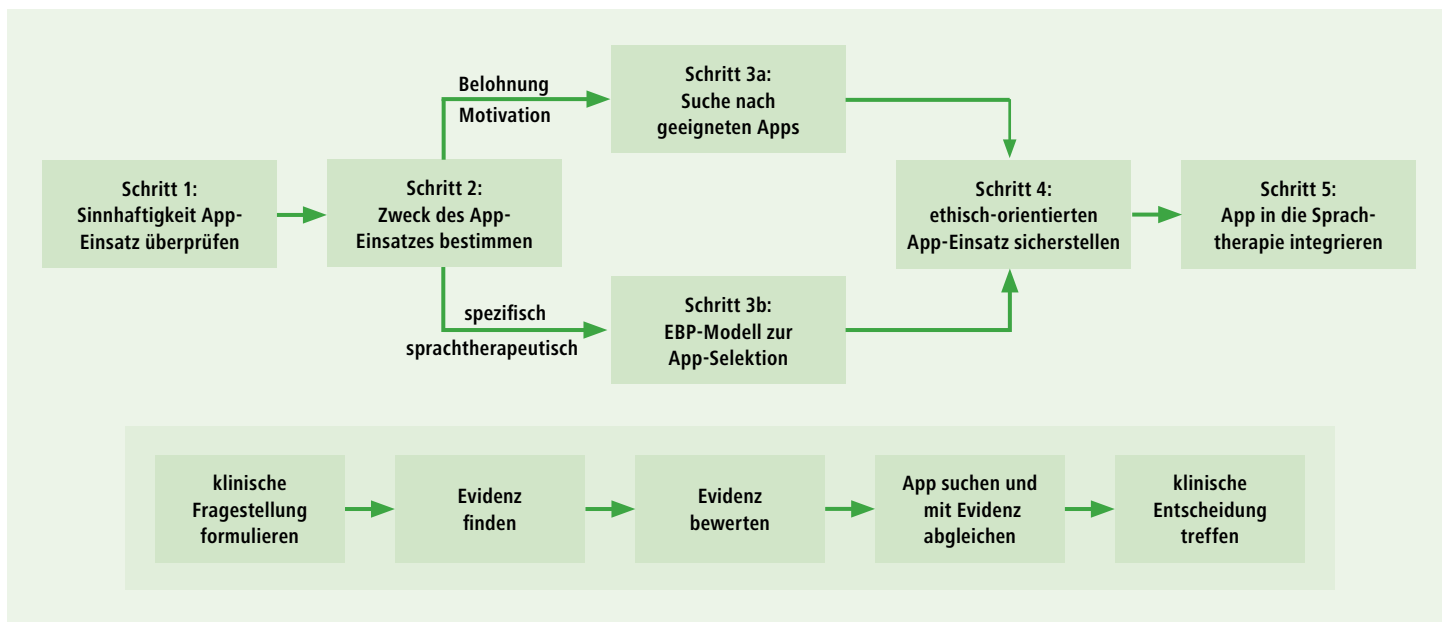 Schritt 1:
Sinnhaftigkeit App-
Einsatz überprüfen
Schritt 2:
Zweck des App-
Einsatzes bestimmen
Belohnung
Motivation
Schritt 3a:
Suche nach
geeigneten Apps
spezifisch
sprachtherapeutisch
Schritt 3b:
EBP-Modell zur
App-Selektion
Schritt 4:
ethisch-orientierten
App-Einsatz sicherstellen
Schritt 5:
App in die Sprach-
therapie integrieren
klinische
Fragestellung
formulieren
Evidenz
finden
Evidenz
bewerten
App suchen und
mit Evidenz
abgleichen
klinische
Entscheidung
treffen